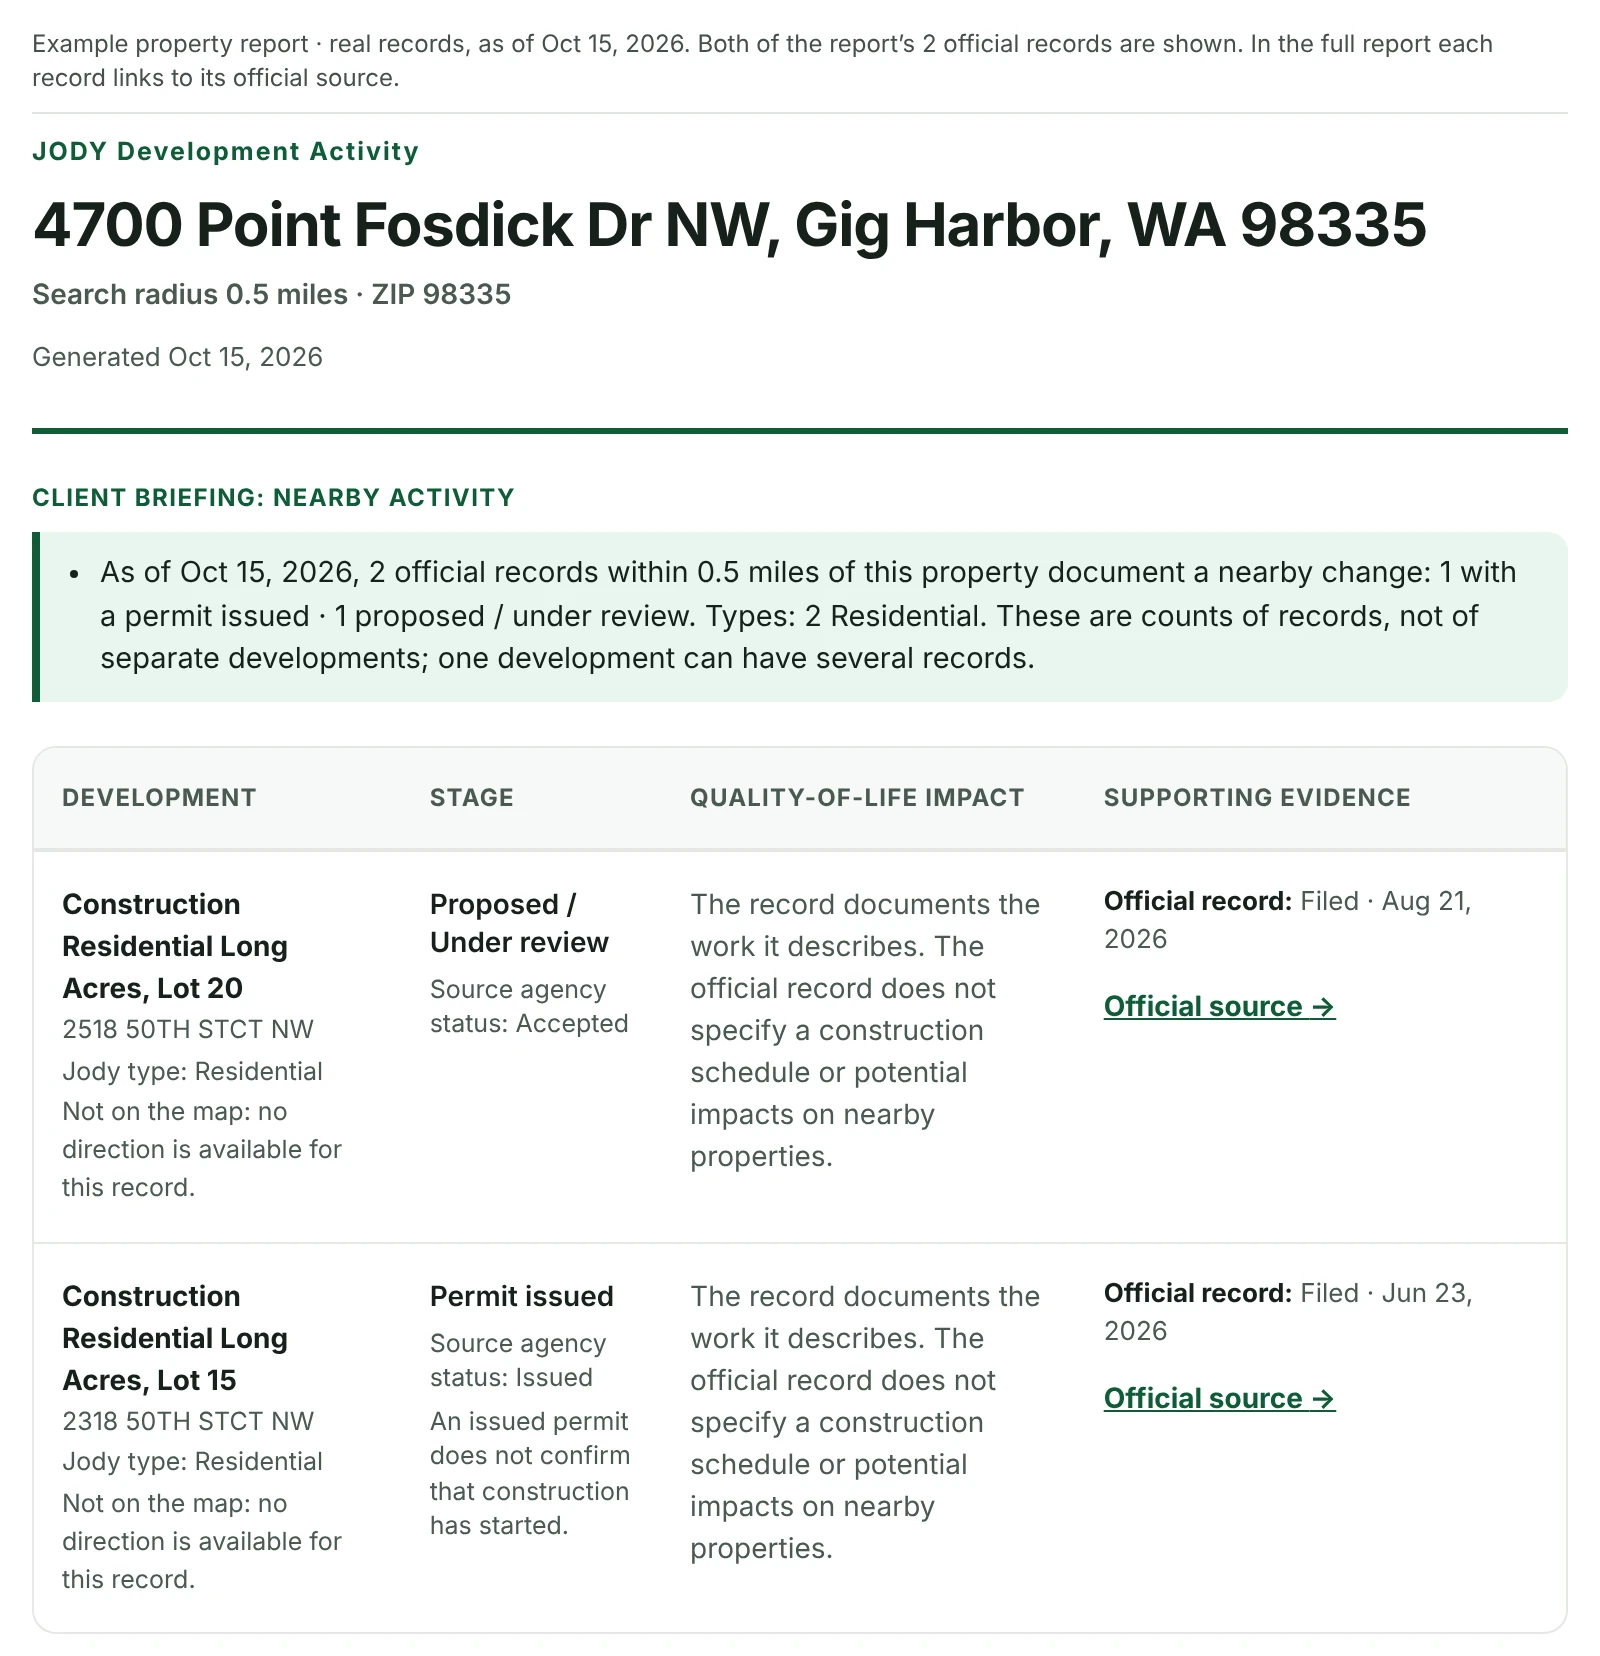 Example property report · real records, as of Oct 15, 2026. Both of the report’s 2 official records are shown. In the full report each
record links to its official source.
JODY Development Activity
4700 Point Fosdick Dr NW, Gig Harbor, WA 98335
Search radius 0.5 miles · ZIP 98335
Generated Oct 15, 2026
CLIENT BRIEFING: NEARBY ACTIVITY
• As of Oct 15, 2026, 2 official records within 0.5 miles of this property document a nearby change: 1 with
a permit issued · 1 proposed / under review. Types: 2 Residential. These are counts of records, not of
separate developments; one development can have several records.
DEVELOPMENT
STAGE
QUALITY-OF-LIFE IMPACT
SUPPORTING EVIDENCE
Construction
Residential Long
Acres, Lot 20
2518 50TH STCT NW
Jody type: Residential
Not on the map: no
direction is available for
this record.
Proposed /
Under review
Source agency
status: Accepted
The record documents the
work it describes. The
official record does not
specify a construction
schedule or potential
impacts on nearby
properties.
Official record: Filed · Aug 21,
2026
Official source →
Construction
Residential Long
Acres, Lot 15
2318 50TH STCT NW
Jody type: Residential
Not on the map: no
direction is available for
this record.
Permit issued
Source agency
status: Issued
An issued permit
does not confirm
that construction
has started.
The record documents the
work it describes. The
official record does not
specify a construction
schedule or potential
impacts on nearby
properties.
Official record: Filed · Jun 23,
2026
Official source →